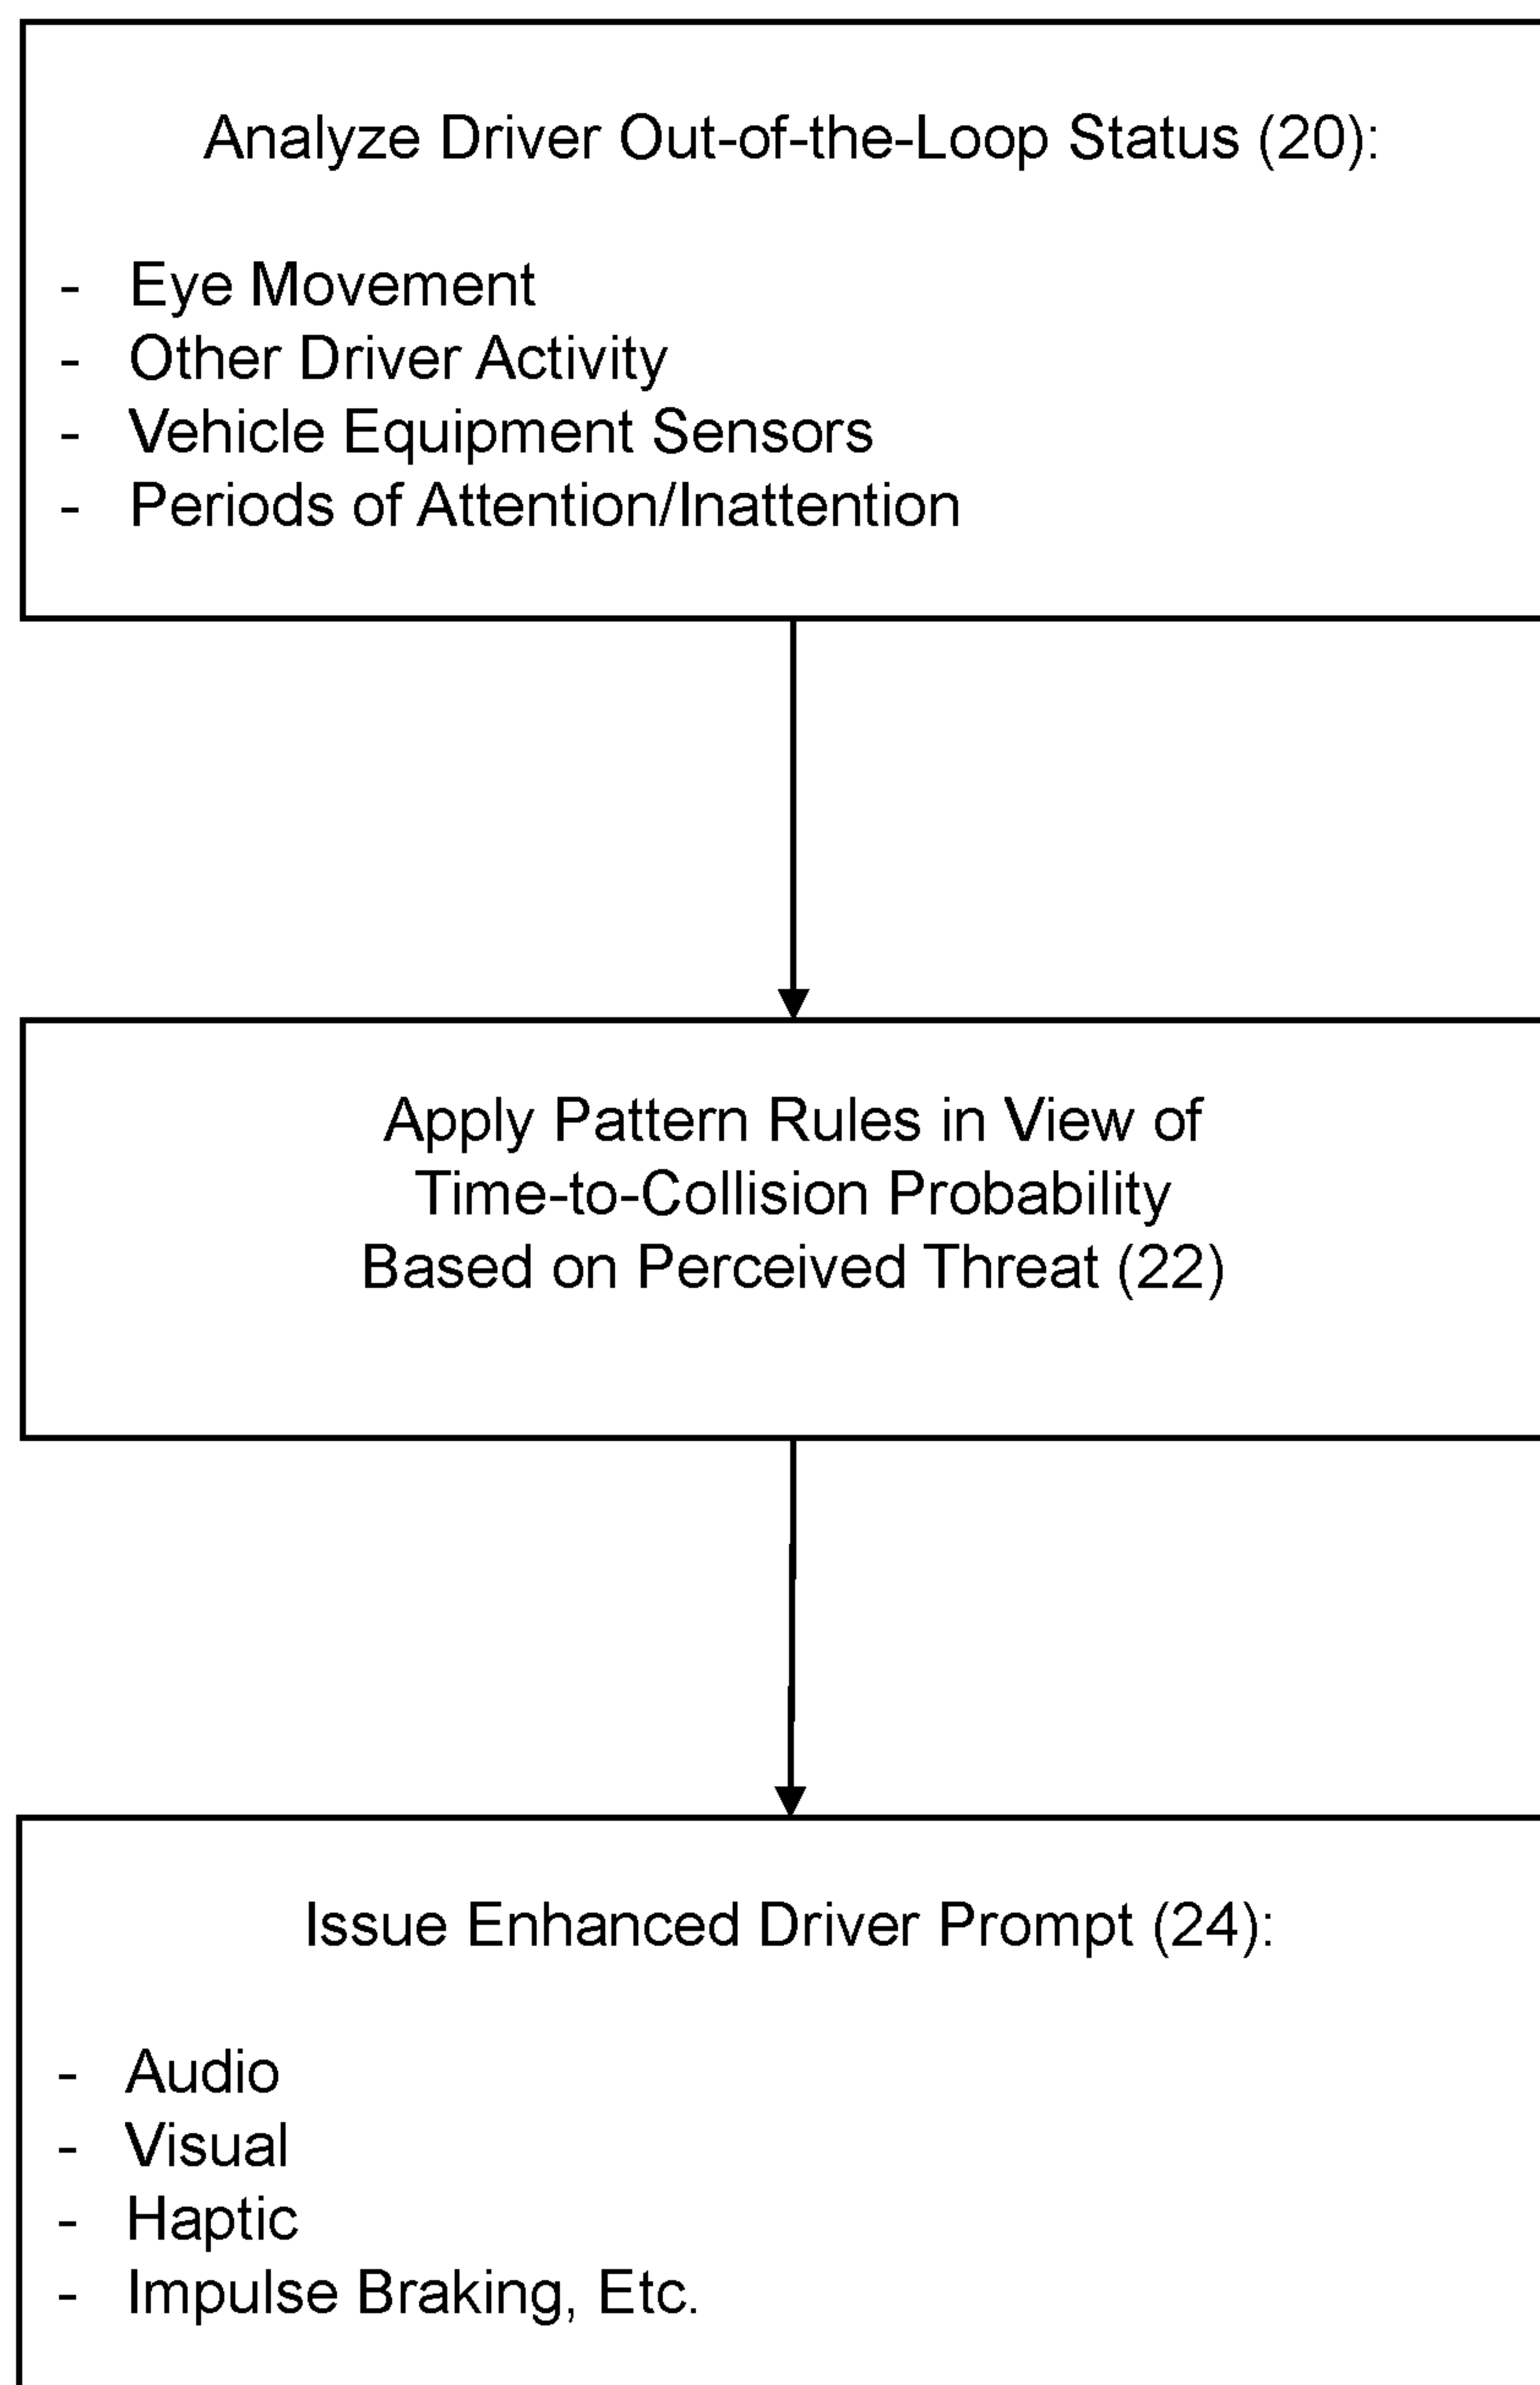 Analyze Driver Out-of-the-Loop Status (20):
- Eye Movement
- Other Driver Activity
- Vehicle Equipment Sensors
- Periods of Attention/Inattention
Apply Pattern Rules in View of
Time-to-Collision Probability
Based on Perceived Threat (22)
Issue Enhanced Driver Prompt (24):
- Audio
- Visual
- Haptic
- Impulse Braking, Etc.